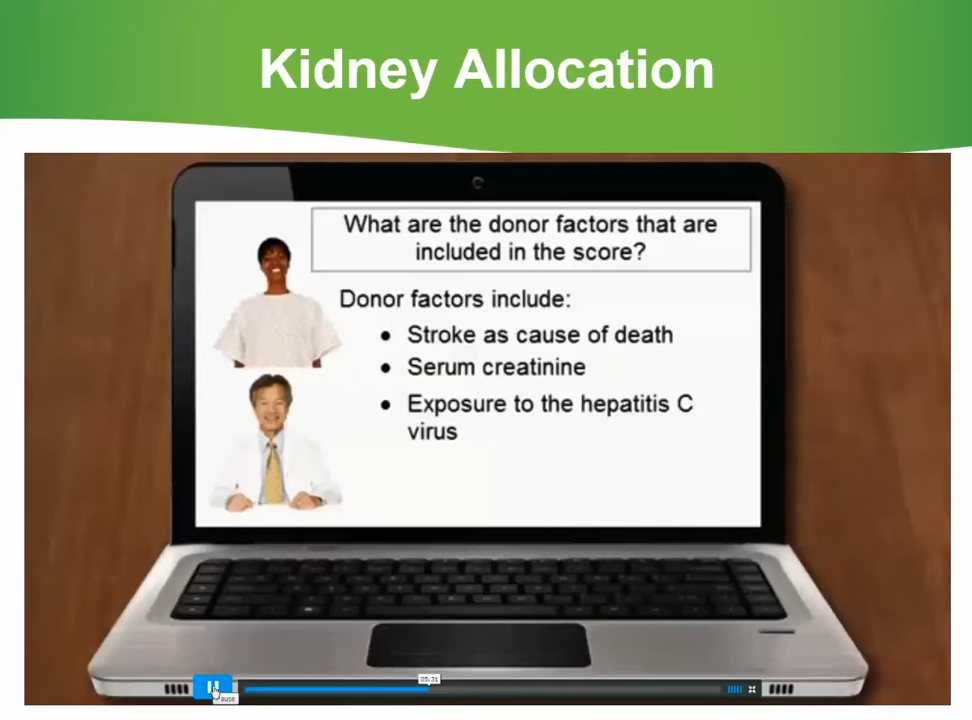 Kidney Allocation
What are the donor factors that are
included in the score?
Donor factors include:
• Stroke as cause of death
• Serum creatinine
• Exposure to the hepatitis C
virus
05:31
ause